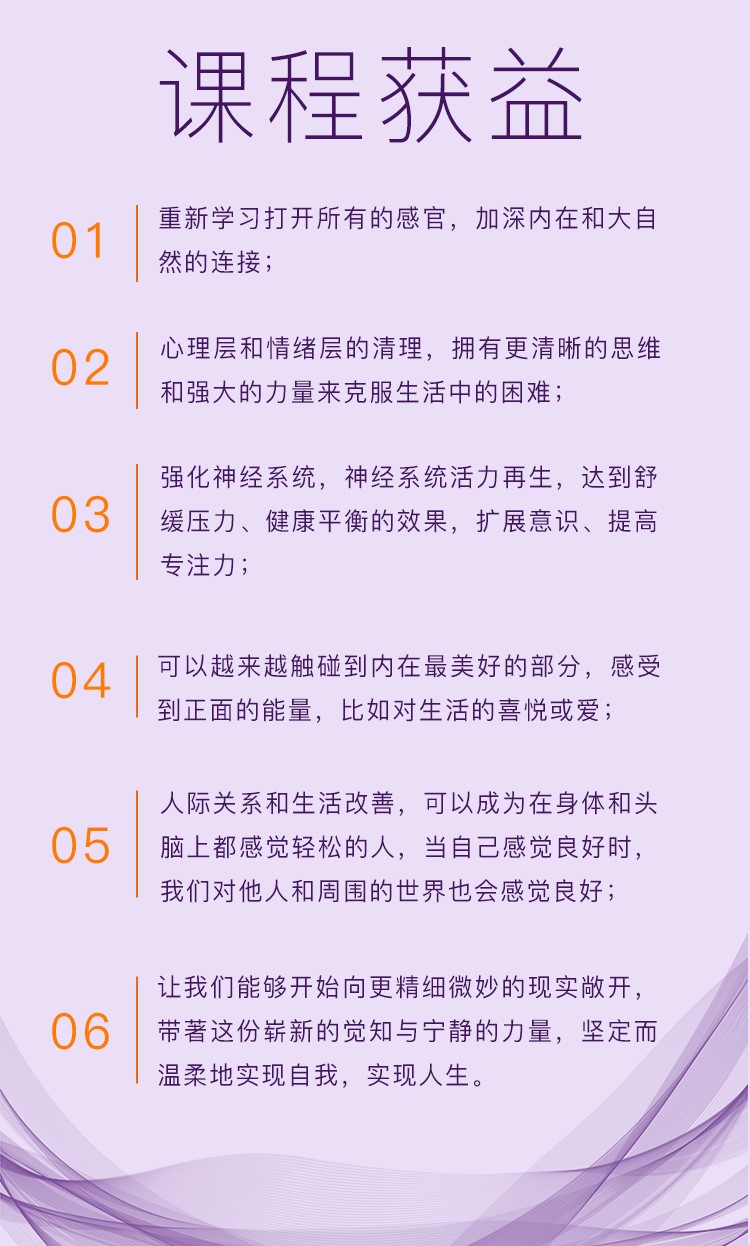 课程获益
01
重新学习打开所有的感官，加深内在和大自
然的连接；
02
心理层和情绪层的清理，拥有更清晰的思维
和强大的力量来克服生活中的困难；
03
强化神经系统，神经系统活力再生，达到舒
缓压力、健康平衡的效果，扩展意识、提高
专注力；
04
可以越来越触碰到内在最美好的部分，感受
到正面的能量，比如对生活的喜悦或爱；
05
人际关系和生活改善，可以成为在身体和头
脑上都感觉轻松的人，当自己感觉良好时，
我们对他人和周围的世界也会感觉良好；
06
让我们能够开始向更精细微妙的现实敞开，
带著这份崭新的觉知与宁静的力量，坚定而
温柔地实现自我，实现人生。